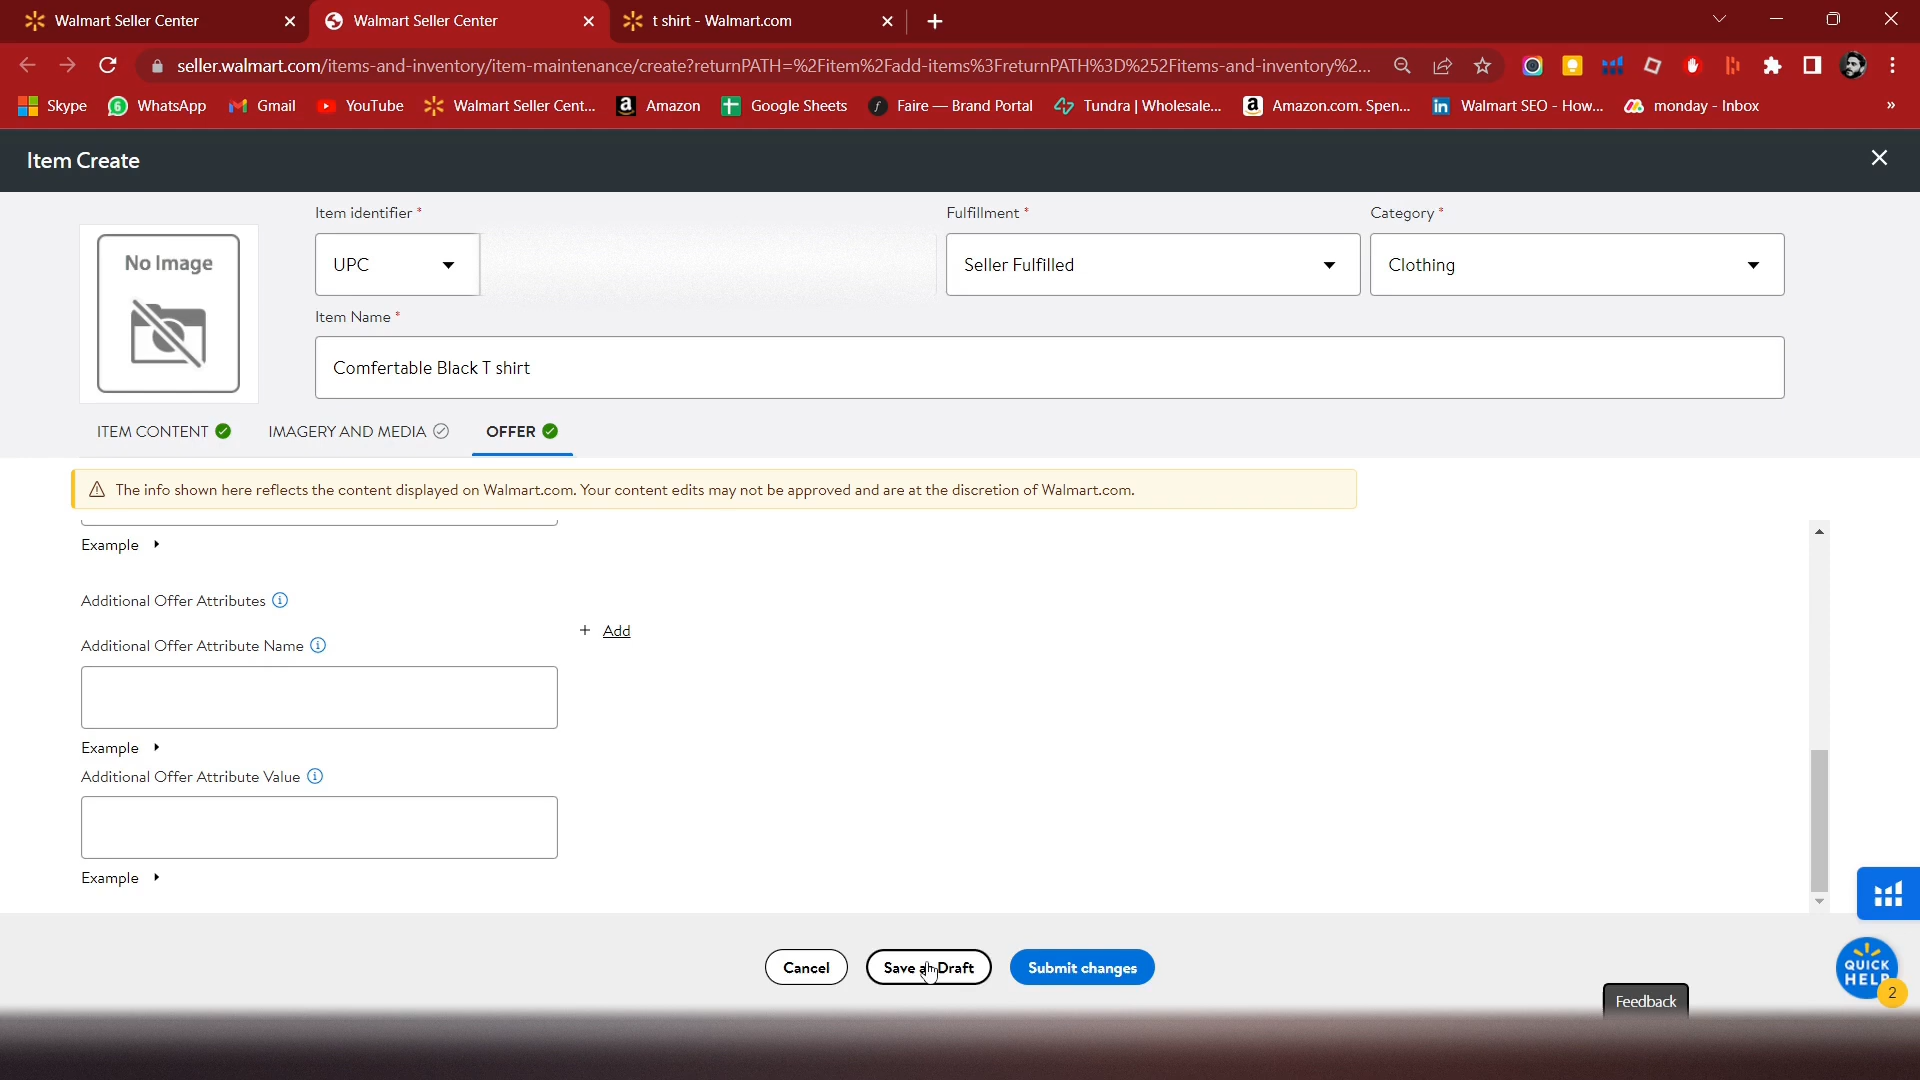 Walmart Seller Center
Walmart Seller Center
t shirt - Walmart.com
seller.walmart.com/items-and-inventory/item-maintenance/create?returnPATH=%2Fitem%2Fadd-items%3FreturnPATH%3D%252Fitems-and-inventory%2...
Skype WhatsApp Gmail YouTube Walmart Seller Cent... Amazon Google Sheets Faire — Brand Portal Tundra | Wholesale... Amazon.com. Spen... Walmart SEO - How... monday - Inbox »
Item Create
Item identifier * Fulfillment * Category *
No Image
UPC Seller Fulfilled Clothing
Item Name *
Comfertable Black T shirt
ITEM CONTENT IMAGERY AND MEDIA OFFER
The info shown here reflects the content displayed on Walmart.com. Your content edits may not be approved and are at the discretion of Walmart.com.
Example
Additional Offer Attributes
+ Add
Additional Offer Attribute Name
Example
Additional Offer Attribute Value
Example
Cancel Save as Draft Submit changes
QUICK
HELP
2
Feedback